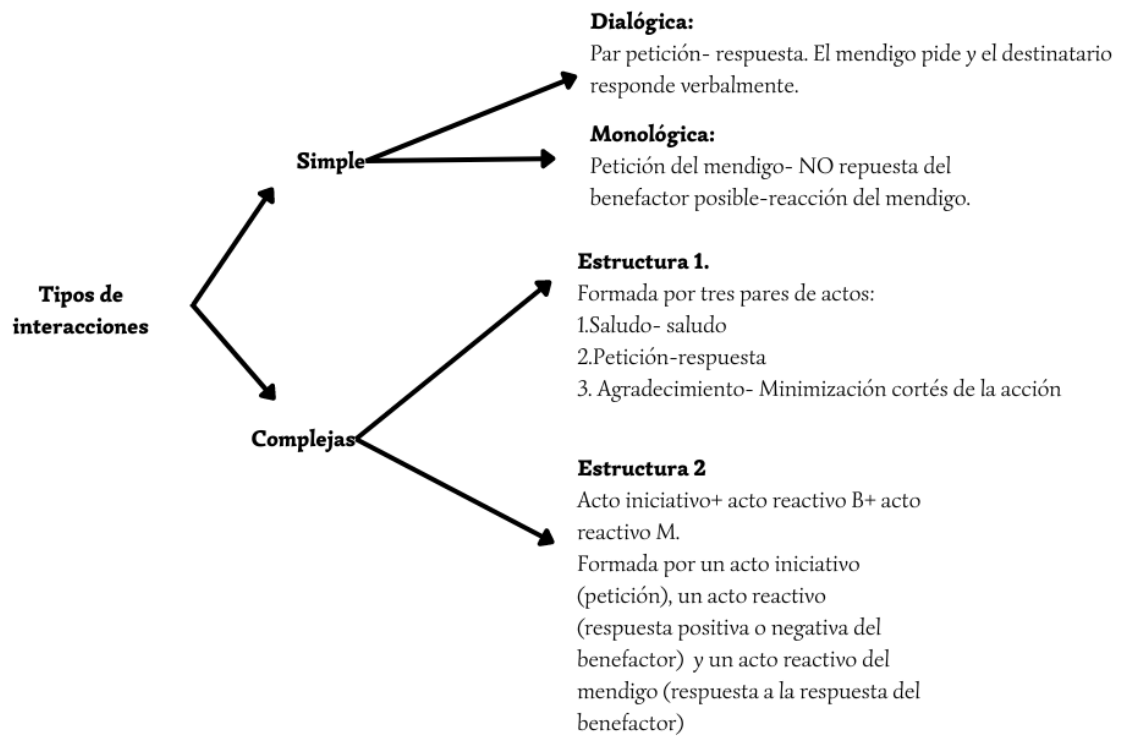 Dialógica:
Par petición- respuesta. El mendigo pide y el destinatario
responde verbalmente.
Monológica:
Petición del mendigo- NO repuesta del
benefactor posible-reacción del mendigo.
Simple
Tipos de
interacciones
Complejas
Estructura 1.
Formada por tres pares de actos:
1.Saludo- saludo
2.Petición-respuesta
3. Agradecimiento- Minimización cortés de la acción
Estructura 2
Acto iniciativo+ acto reactivo B+ acto
reactivo M.
Formada por un acto iniciativo
(petición), un acto reactivo
(respuesta positiva o negativa del
benefactor) y un acto reactivo del
mendigo (respuesta a la respuesta del
benefactor)